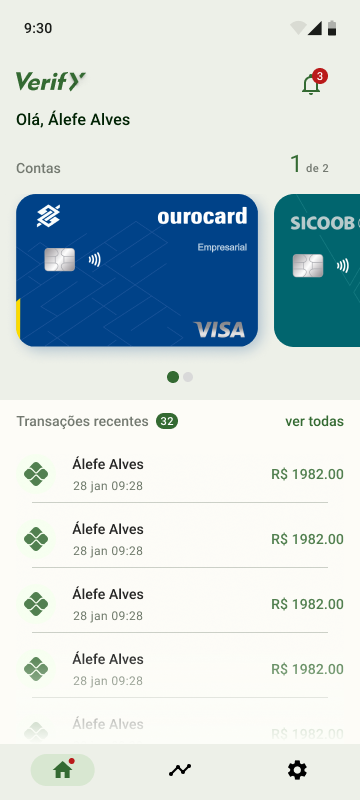 9:30
VerifY
3
Olá, Álefe Alves
Contas
1 de 2
ourocard
Empresarial
VISA
SICOOB
Transações recentes 32 ver todas
Álefe Alves
28 jan 09:28
R$ 1982.00
Álefe Alves
28 jan 09:28
R$ 1982.00
Álefe Alves
28 jan 09:28
R$ 1982.00
Álefe Alves
28 jan 09:28
R$ 1982.00
Álefe Alves
R$ 1982.00